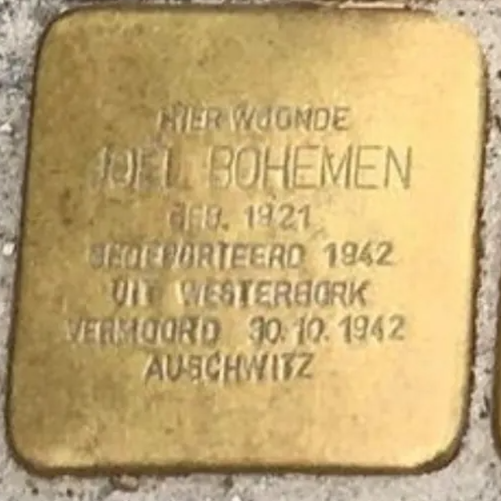 HIER WOONDE
JOEL BOHEMEN
GEB. 1921
GEDEPORTEERD 1942
UIT WESTERBORK
VERMOORD 30.10.1942
AUSCHWITZ